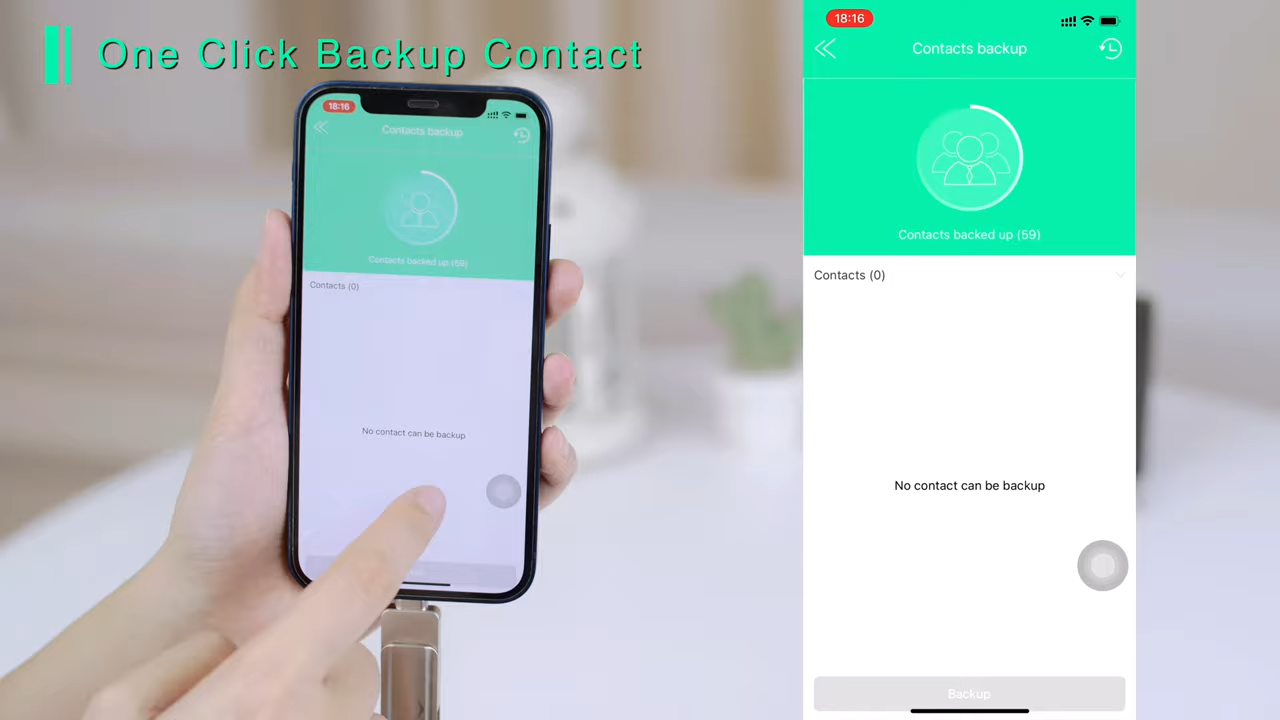 One Click Backup Contact
18:16
Contacts backup
Contacts backed up (59)
Contacts (0)
No contact can be backup
18:16
Contacts backup
Contacts backed up (59)
Contacts (0)
No contact can be backup
Backup